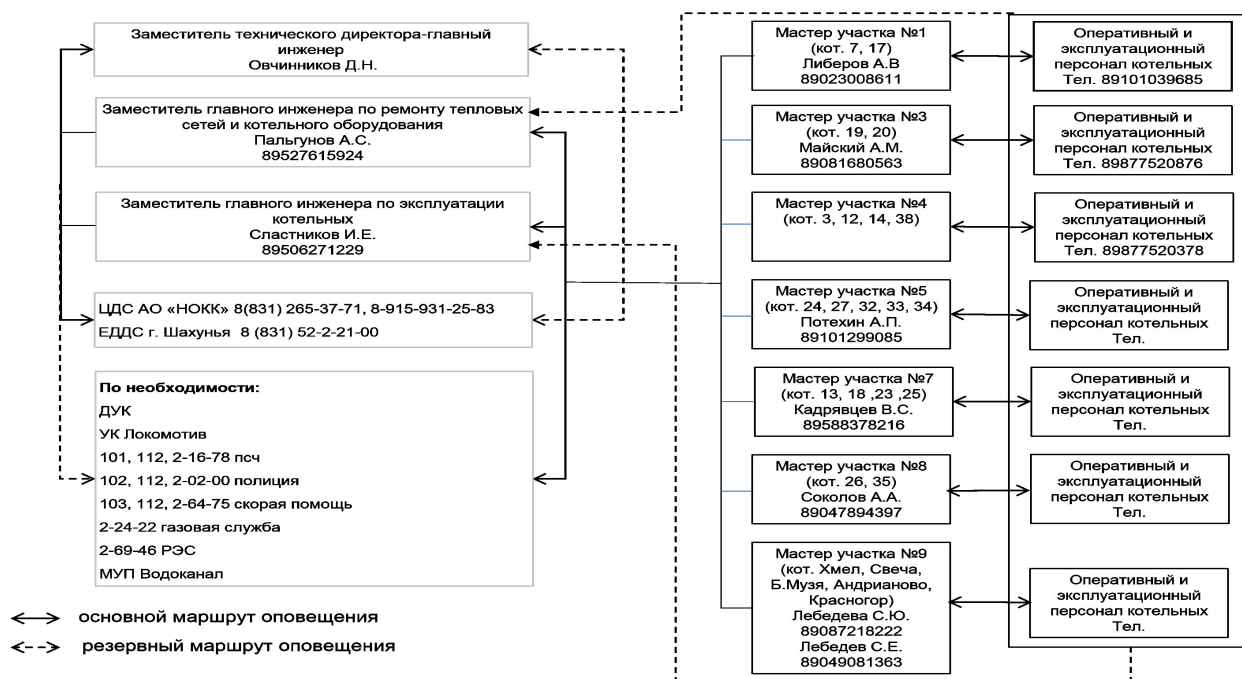 Заместитель технического директора-главный
инженер
Овчинников Д.Н.
Заместитель главного инженера по ремонту тепловых
сетей и котельного оборудования
Пальгунов А.С.
89527615924
Заместитель главного инженера по эксплуатации
котельных
Сластников И.Е.
89506271229
ЦДС АО «НОКК» 8(831) 265-37-71, 8-915-931-25-83
ЕДДС г. Шахунья 8 (831) 52-2-21-00
По необходимости:
ДУК
УК Локомотив
101, 112, 2-16-78 псч
102, 112, 2-02-00 полиция
103, 112, 2-64-75 скорая помощь
2-24-22 газовая служба
2-69-46 РЭС
МУП Водоканал
основной маршрут оповещения
резервный маршрут оповещения
Мастер участка №1
(кот. 7, 17)
Либеров А.В
89023008611
Мастер участка №3
(кот. 19, 20)
Майский А.М.
89081680563
Мастер участка №4
(кот. 3, 12, 14, 38)
Мастер участка №5
(кот. 24, 27, 32, 33, 34)
Потехин А.П.
89101299085
Мастер участка №7
(кот. 13, 18 ,23 ,25)
Кадрявцев В.С.
89588378216
Мастер участка №8
(кот. 26, 35)
Соколов А.А.
89047894397
Мастер участка №9
(кот. Хмел, Свеча,
Б.Музя, Андрианово,
Красногор)
Лебедева С.Ю.
89087218222
Лебедев С.Е.
89049081363
Оперативный и
эксплуатационный
персонал котельных
Тел. 89101039685
Оперативный и
эксплуатационный
персонал котельных
Тел. 89877520876
Оперативный и
эксплуатационный
персонал котельных
Тел. 89877520378
Оперативный и
эксплуатационный
персонал котельных
Тел.
Оперативный и
эксплуатационный
персонал котельных
Тел.
Оперативный и
эксплуатационный
персонал котельных
Тел.
Оперативный и
эксплуатационный
персонал котельных
Тел.